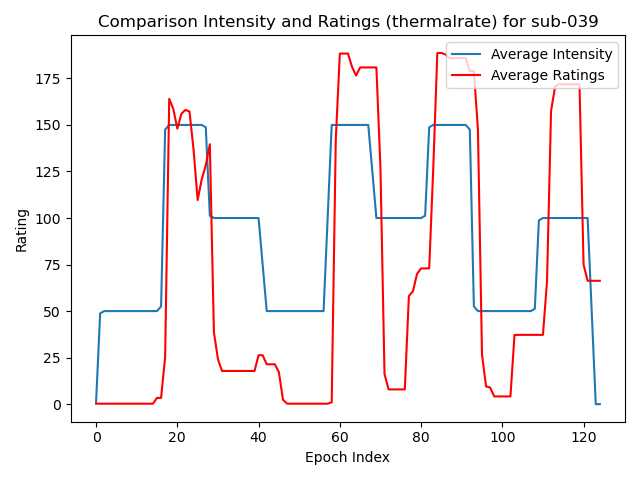 Comparison Intensity and Ratings (thermalrate) for sub-039
Average Intensity
Average Ratings
Rating
175
150
125
100
75
50
25
0
0 20 40 60 80 100 120
Epoch Index